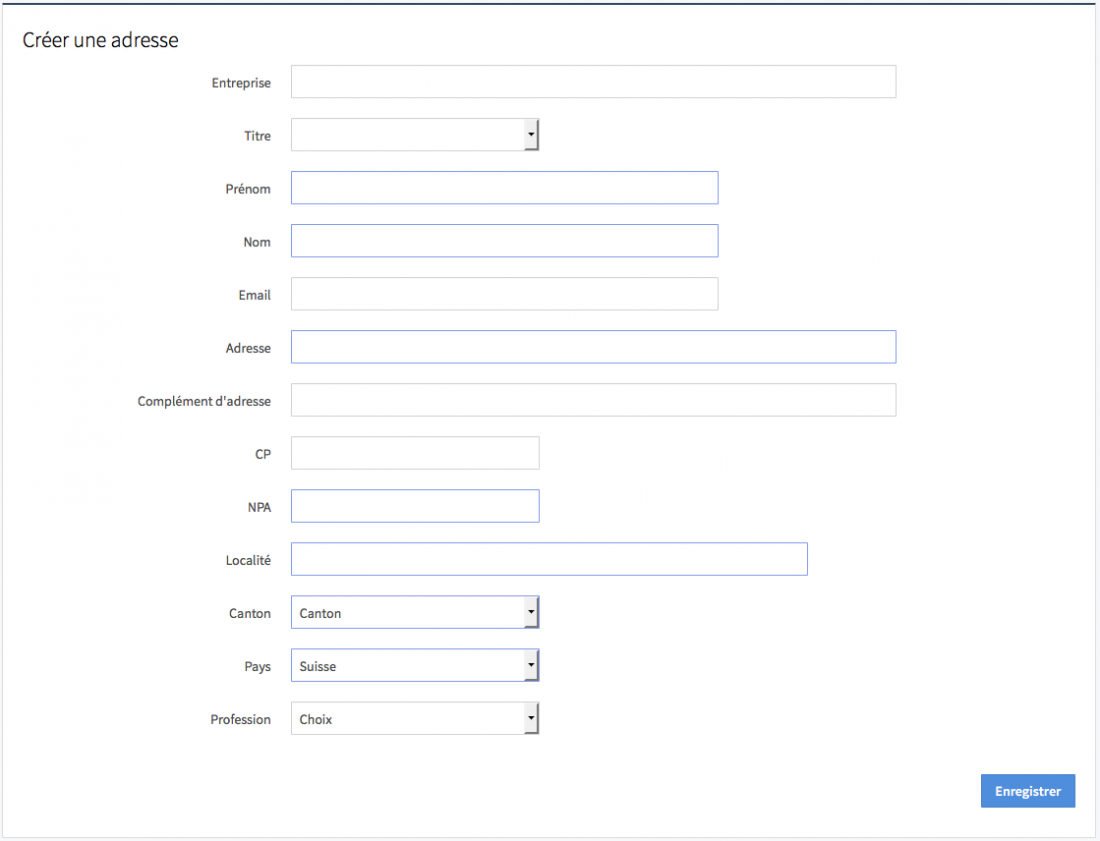 Créer une adresse
Entreprise
Titre
Prénom
Nom
Email
Adresse
Complément d'adresse
CP
NPA
Localité
Canton Canton
Pays Suisse
Profession Choix
Enregistrer